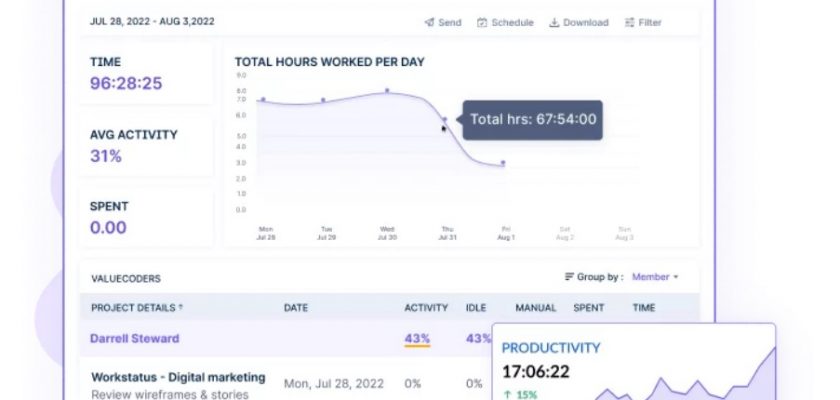 JUL 28, 2022 - AUG 3,2022
Send
Schedule
Download
Filter
TIME
96:28:25
AVG ACTIVITY
31%
SPENT
0.00
TOTAL HOURS WORKED PER DAY
9.0
8.0
7.0
6.0
5.0
4.0
3.0
2.0
1.0
0.0
Total hrs: 67:54:00
Mon Tue Wed Thu Fri Sat Sun
Jul 28 Jul 29 Jul 30 Jul 31 Aug 1 Aug 2 Aug 3
VALUECODERS
Group by : Member
PROJECT DETAILS ↑ DATE ACTIVITY IDLE MANUAL SPENT TIME
Darrell Steward 43% 43%
Workstatus - Digital marketing
Review wireframes & stories
Mon, Jul 28, 2022 0% 0%
PRODUCTIVITY
17:06:22
↑ 15%